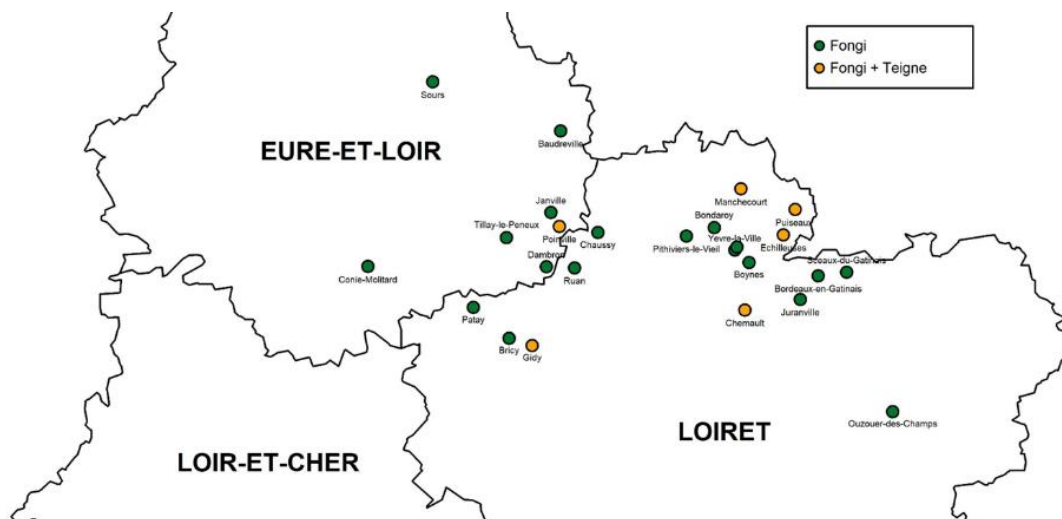 Fongi
Fongi + Teigne
Sours
Baudreville
EURE-ET-LOIR
Manchecourt
Janville
Puiseaux
Bondaroy
Tillay-le-Peneux
Poinville
Chaussy
Yevre-la-Ville
Echilleuses
Pithiviers-le-Vieil
Dambron
Sceaux-du-Gatinais
Boynes
Conie-Molitard
Ruan
Bordeaux-en-Gatinais
Juranville
Patay
Chemault
Bricy
Gidy
Ouzouer-des-Champs
LOIRET
LOIR-ET-CHER